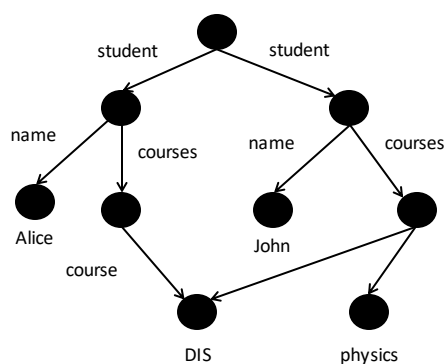 student
student
name
courses
name
courses
Alice
John
course
DIS
physics